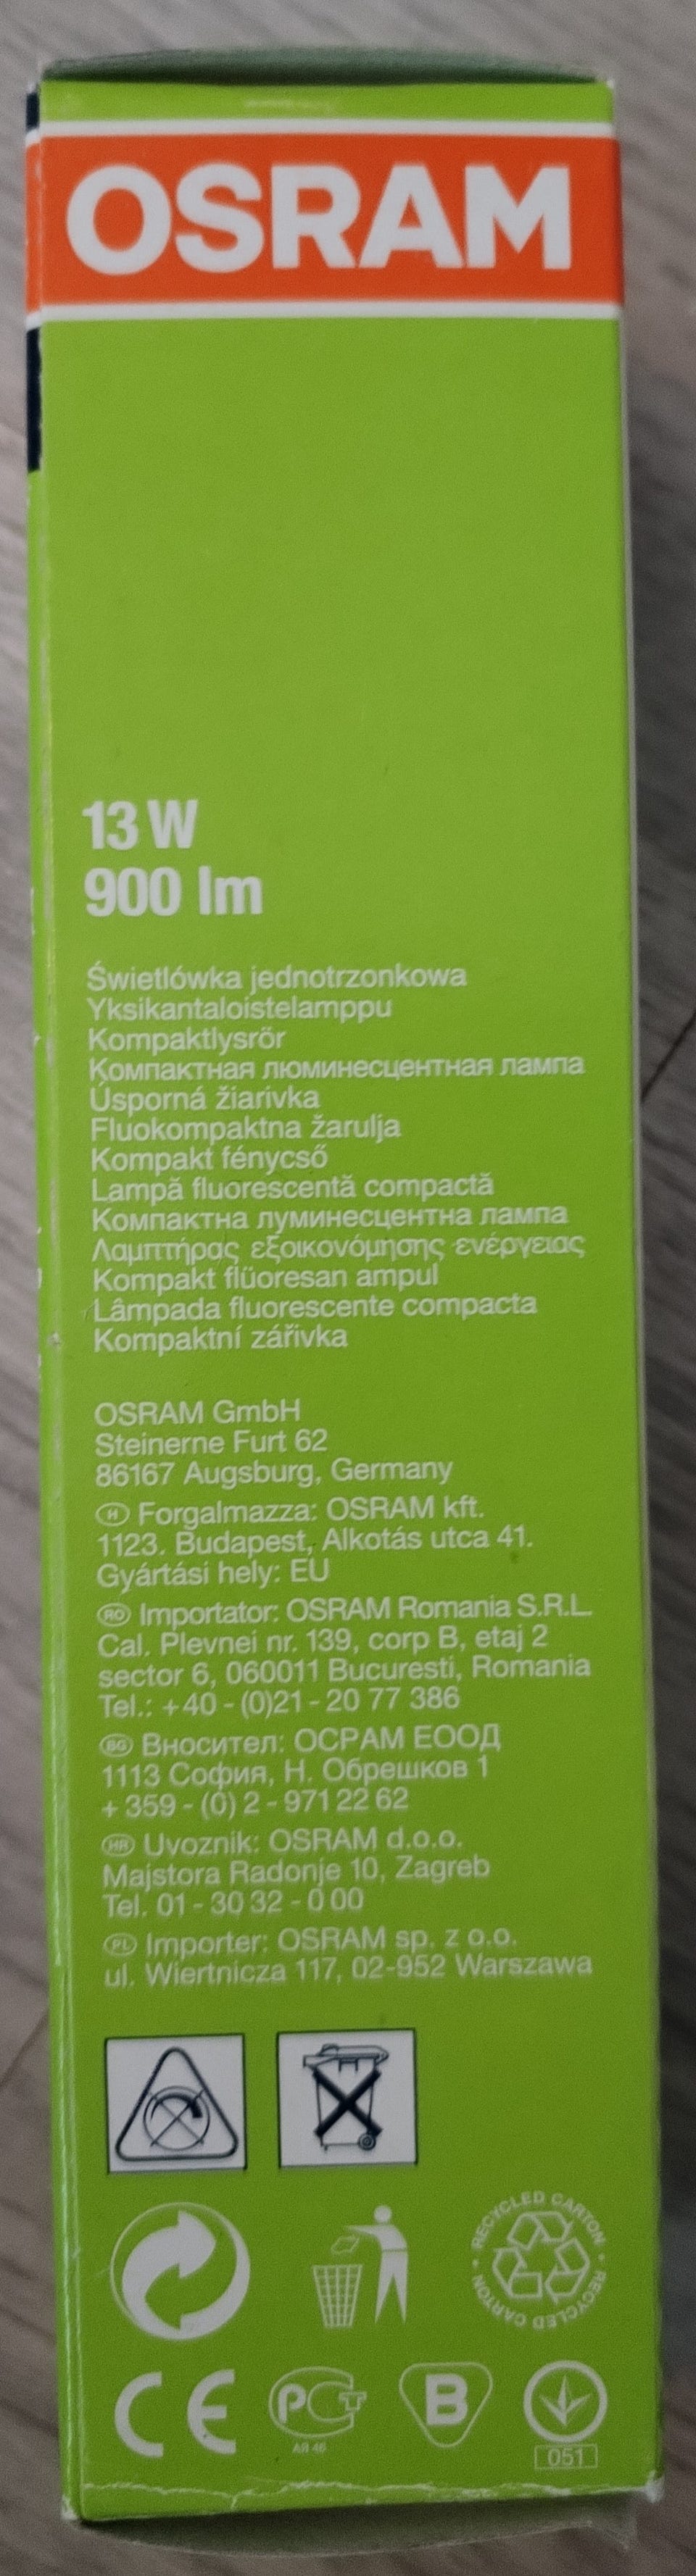 OSRAM
13 W
900 lm
Świetlówka jednotrzonkowa
Yksikantaloistelamppu
Kompaktlysrör
Компактная люминесцентная лампа
Úsporná žiarivka
Fluokompaktna žarulja
Kompakt fénycső
Lampă fluorescentă compactă
Компактна луминесцентна лампа
Λαμπτήρας εξοικονόμησης ενέργειας
Kompakt flüoresan ampul
Lâmpada fluorescente compacta
Kompaktní zářivka
OSRAM GmbH
Steinerne Furt 62
86167 Augsburg, Germany
H Forgalmazza: OSRAM kft.
1123. Budapest, Alkotás utca 41.
Gyártási hely: EU
RO Importator: OSRAM Romania S.R.L.
Cal. Plevnei nr. 139, corp B, etaj 2
sector 6, 060011 Bucuresti, Romania
Tel.: +40 - (0)21 - 20 77 386
BG Вносител: ОСРАМ ЕООД
1113 София, Н. Обрешков 1
+ 359 - (0) 2 - 971 22 62
HR Uvoznik: OSRAM d.o.o.
Majstora Radonje 10, Zagreb
Tel. 01 - 30 32 - 0 00
PL Importer: OSRAM sp. z o.o.
ul. Wiertnicza 117, 02-952 Warszawa
RECYCLED CARTON • RECYCLED CARTON •
CE PCT B
АЯ 46
051